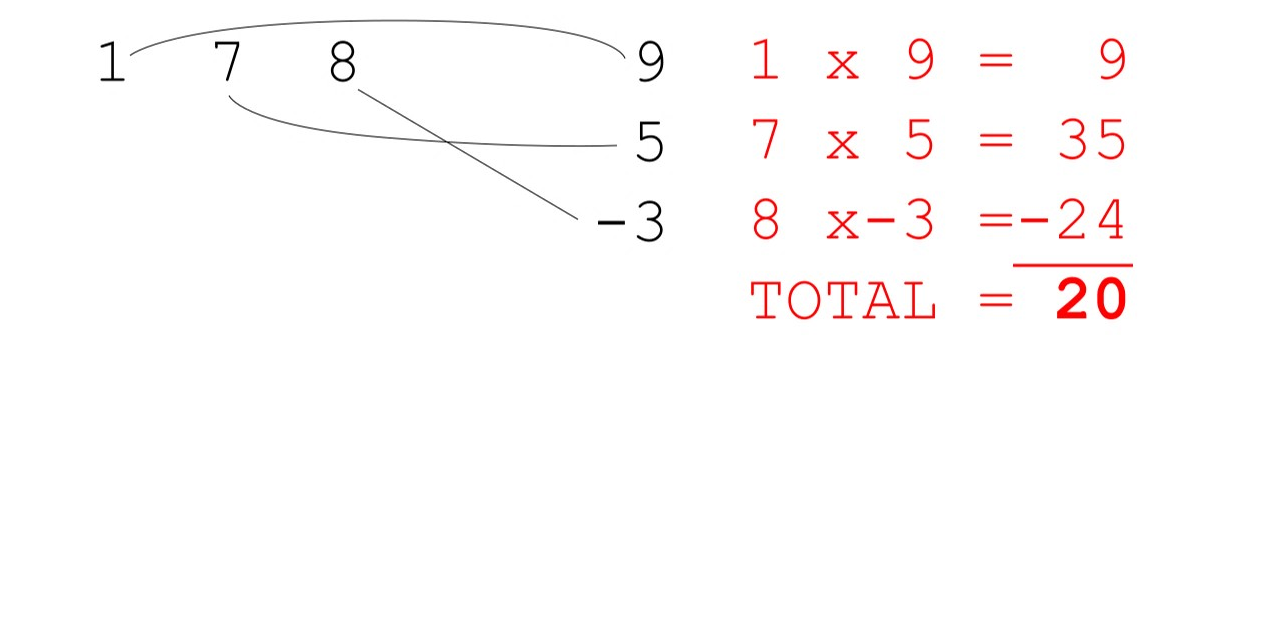 1 7 8 9 1 x 9 = 9
5 7 x 5 = 35
-3 8 x-3 =-24
TOTAL = 20